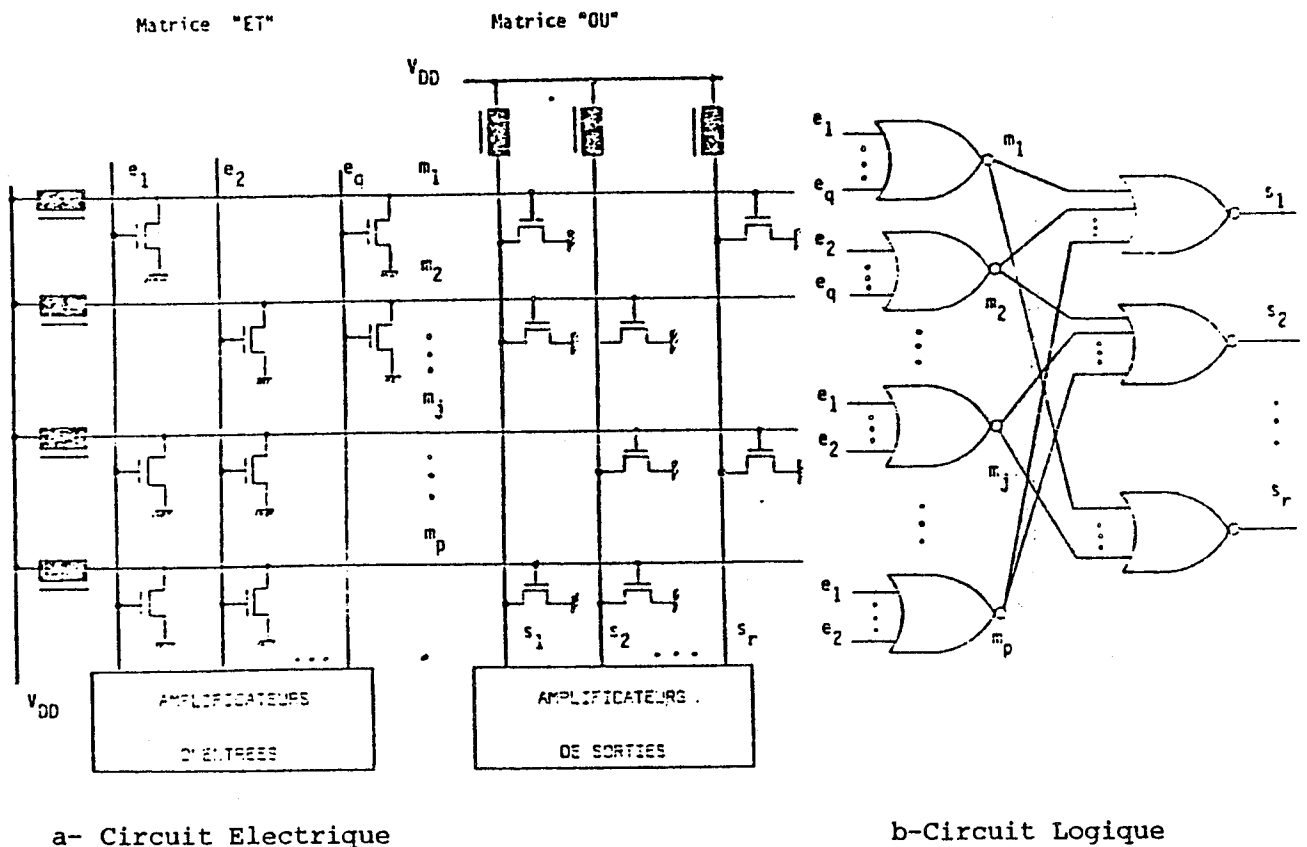 Matrice "ET"
Matrice "OU"
V_DD
e_1
e_2
e_q
m_1
m_2
m_j
m_p
s_1
s_2
s_r
V_DD
AMPLIFICATEURS
D'ENTREES
AMPLIFICATEURS
DE SORTIES
e_1
e_q
m_1
e_2
e_q
m_2
e_1
e_2
m_j
e_1
e_2
m_p
s_1
s_2
s_r
a- Circuit Electrique
b-Circuit Logique